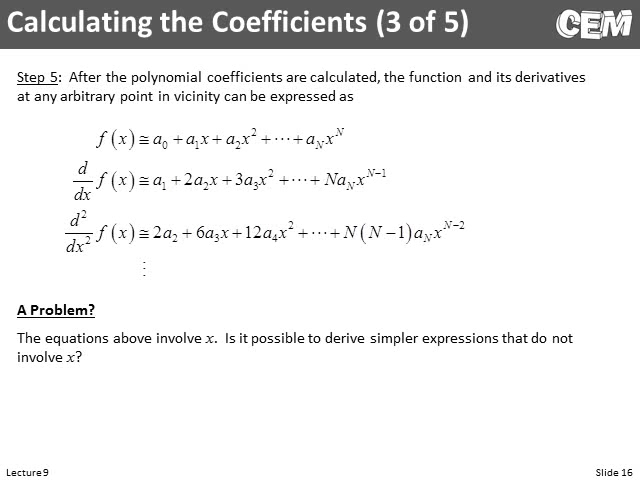 Calculating the Coefficients (3 of 5)
CEM
Step 5:  After the polynomial coefficients are calculated, the function and its derivatives
at any arbitrary point in vicinity can be expressed as
f(x) ≅ a₀ + a₁x + a₂x² + ⋯ + a_N x^N
d/dx f(x) ≅ a₁ + 2a₂x + 3a₃x² + ⋯ + Na_N x^{N−1}
d²/dx² f(x) ≅ 2a₂ + 6a₃x + 12a₄x² + ⋯ + N(N−1)a_N x^{N−2}
⋮
A Problem?
The equations above involve x.  Is it possible to derive simpler expressions that do not
involve x?
Lecture 9
Slide 16